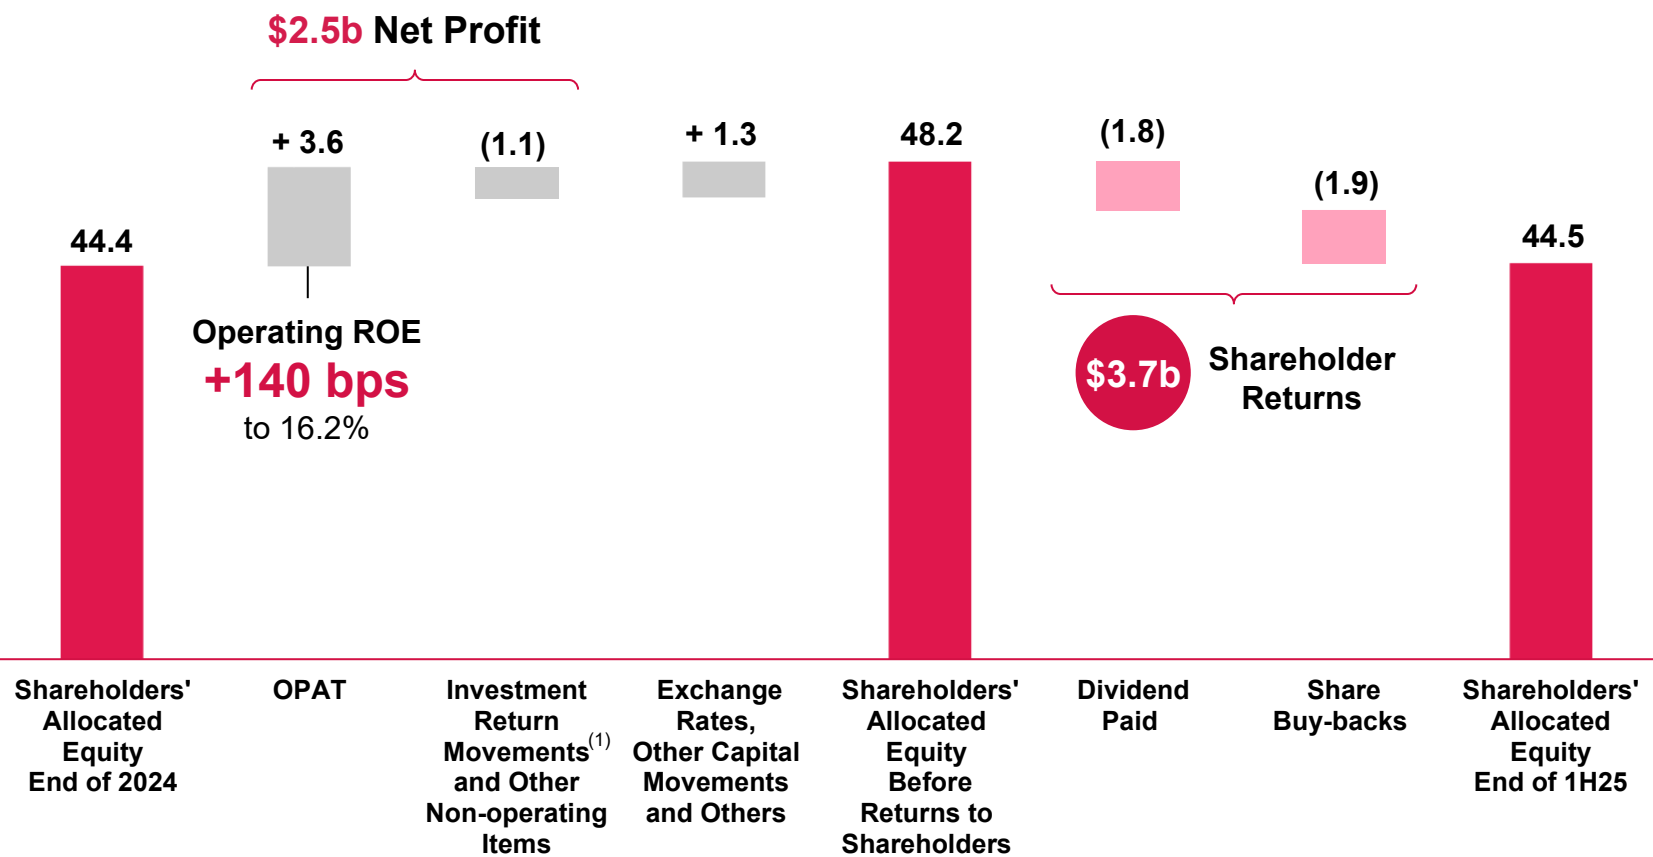 $2.5b Net Profit
+ 3.6
(1.1)
+ 1.3
48.2
(1.8)
(1.9)
44.4
44.5
Operating ROE
+140 bps
to 16.2%
$3.7b
Shareholder
Returns
Shareholders'
Allocated
Equity
End of 2024
OPAT
Investment
Return
Movements(1)
and Other
Non-operating
Items
Exchange
Rates,
Other Capital
Movements
and Others
Shareholders'
Allocated
Equity
Before
Returns to
Shareholders
Dividend
Paid
Share
Buy-backs
Shareholders'
Allocated
Equity
End of 1H25